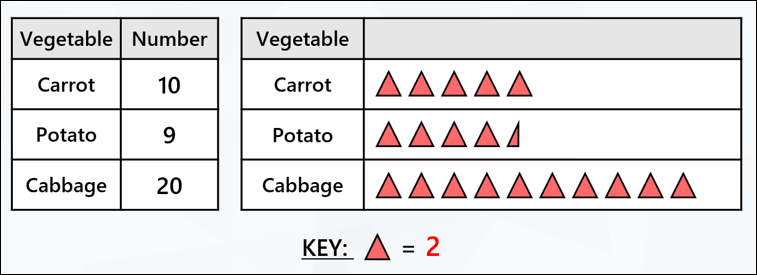 Vegetable Number
Carrot 10
Potato 9
Cabbage 20
Vegetable
Carrot
Potato
Cabbage
KEY: = 2